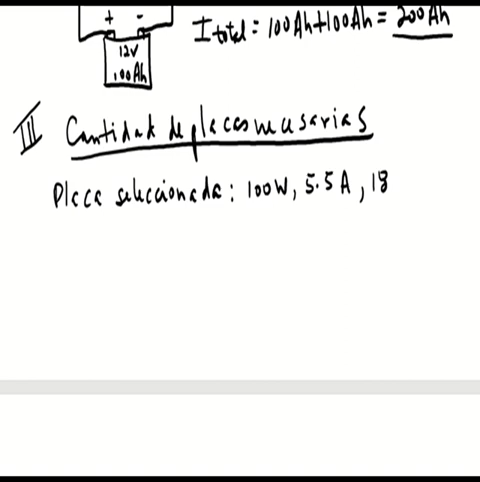 I total = 100Ah+100Ah = 200Ah
+ -
12V
100Ah
III Cantidad de placas necesarias
Placa seleccionada: 100W, 5.5A, 18